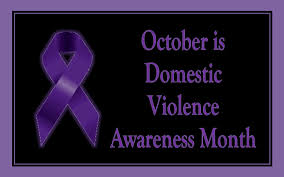 October is
Domestic
Violence
Awareness Month